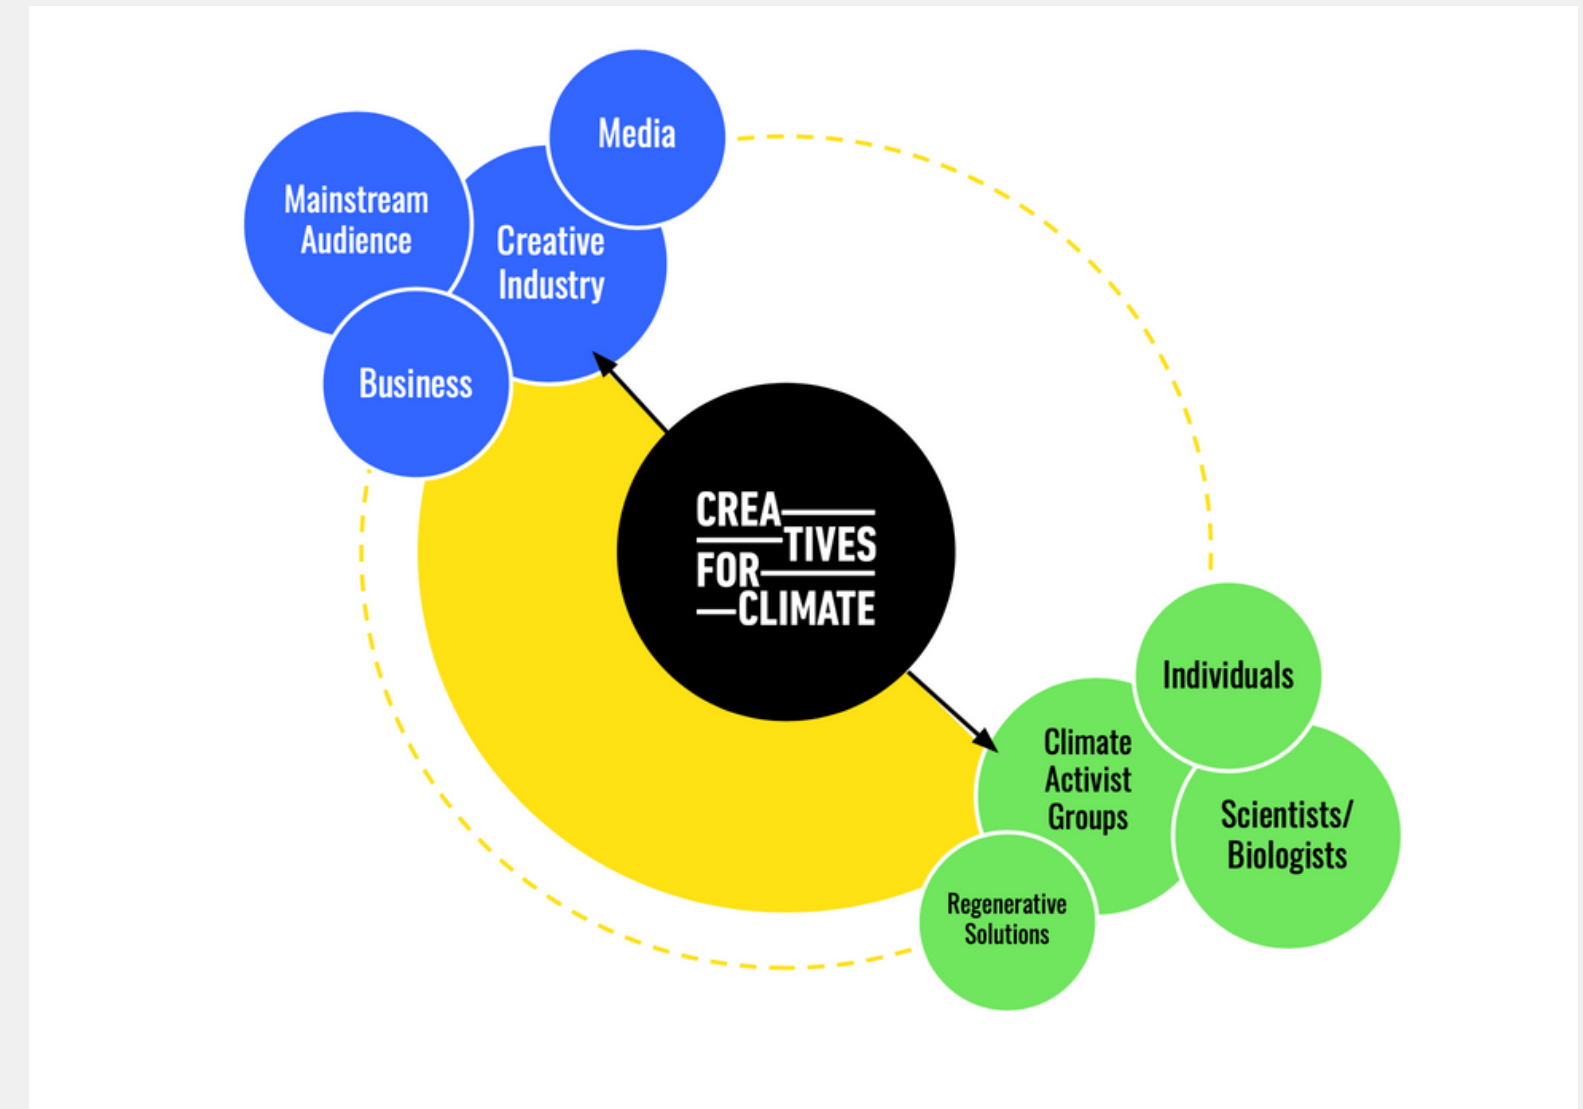 Media
Mainstream
Audience
Creative
Industry
Business
CREA
TIVES
FOR
CLIMATE
Individuals
Climate
Activist
Groups
Scientists/
Biologists
Regenerative
Solutions